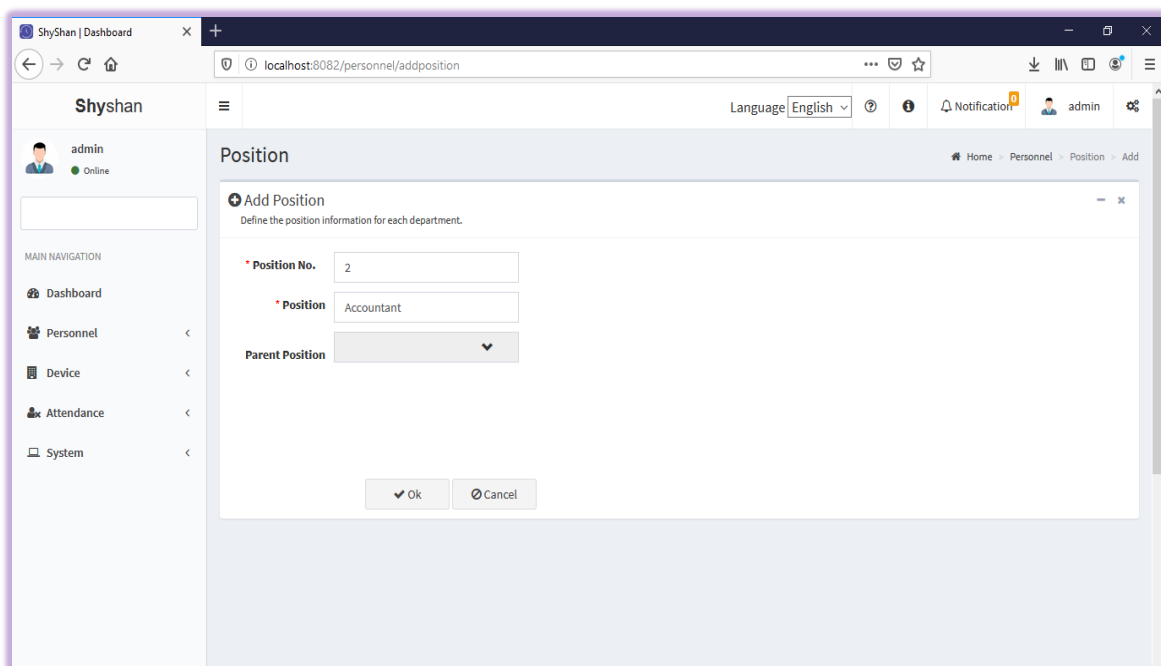 ShyShan | Dashboard
localhost:8082/personnel/addposition
Shyshan
Language English
Notification 0
admin
admin
Online
Position
Home > Personnel > Position > Add
Add Position
Define the position information for each department.
MAIN NAVIGATION
Dashboard
Personnel
Device
Attendance
System
* Position No. 2
* Position Accountant
Parent Position
Ok Cancel